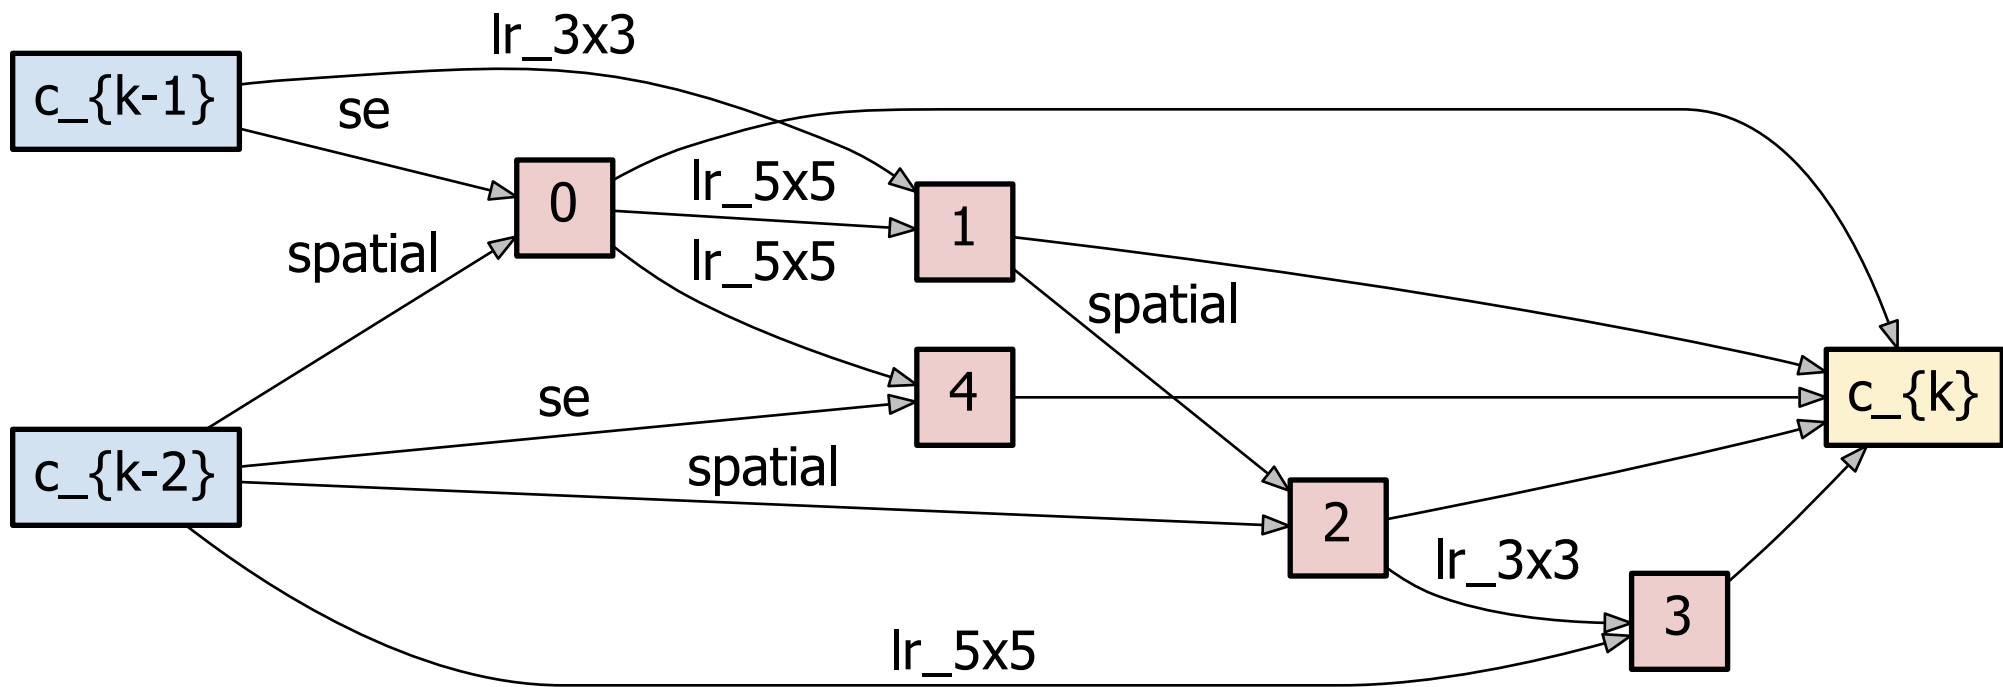 lr_3x3
c_{k-1}
se
0
lr_5x5
1
spatial
lr_5x5
spatial
se
4
c_{k}
c_{k-2}
spatial
2
lr_3x3
3
lr_5x5